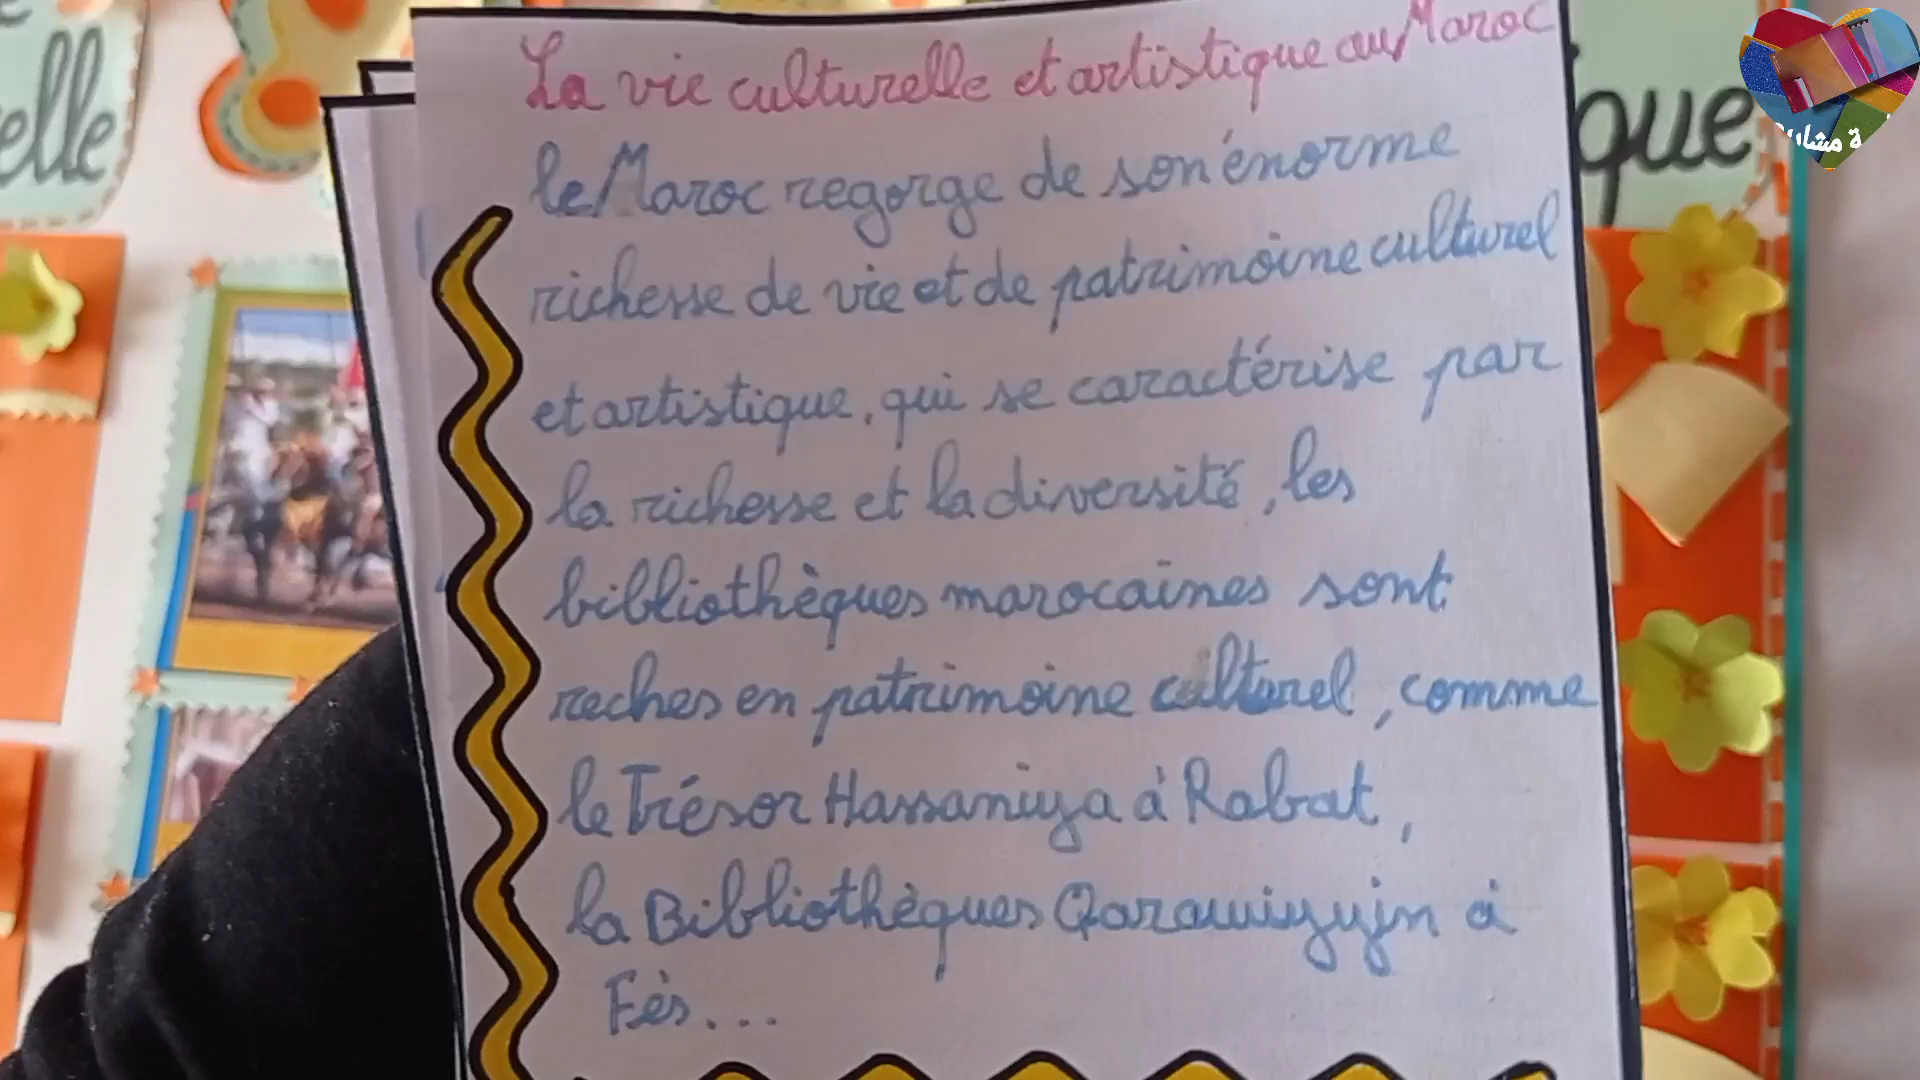 elle
La vie culturelle et artistique au Maroc
le Maroc regorge de son énorme
richesse de vie et de patrimoine culturel
et artistique, qui se caractérise par
la richesse et la diversité, les
bibliothèques marocaines sont
reches en patrimoine culturel, comme
le Trésor Hassaniya à Rabat,
la Bibliothèques Qarawiyyin à
Fès...
que